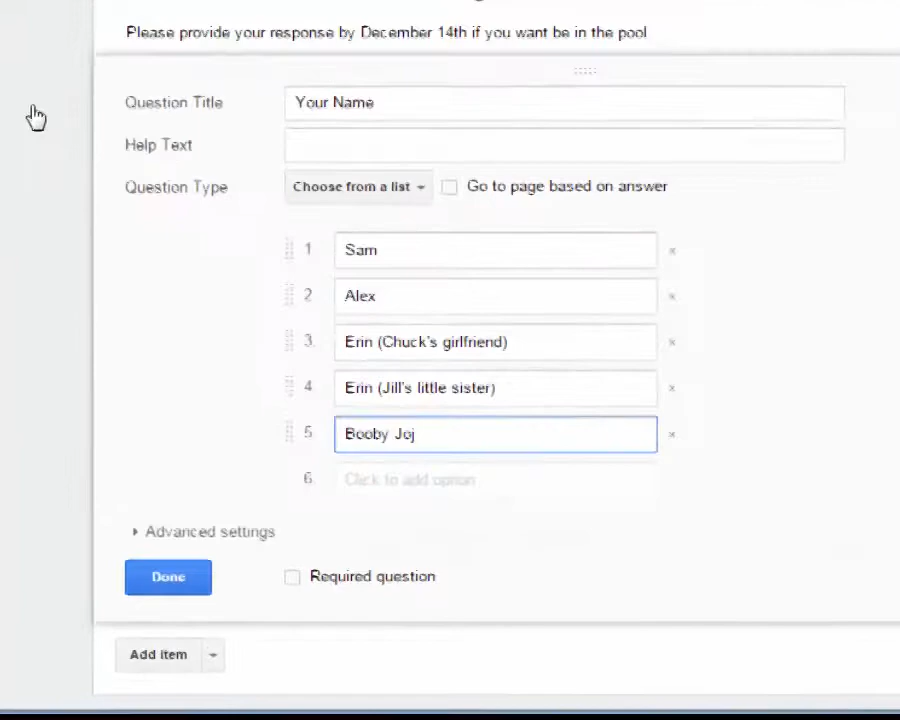 Please provide your response by December 14th if you want be in the pool
Question Title Your Name
Help Text
Question Type Choose from a list Go to page based on answer
1 Sam
2 Alex
3. Erin (Chuck's girlfriend)
4 Erin (Jill's little sister)
5. Booby Joj
6. Click to add option
Advanced settings
Done Required question
Add item